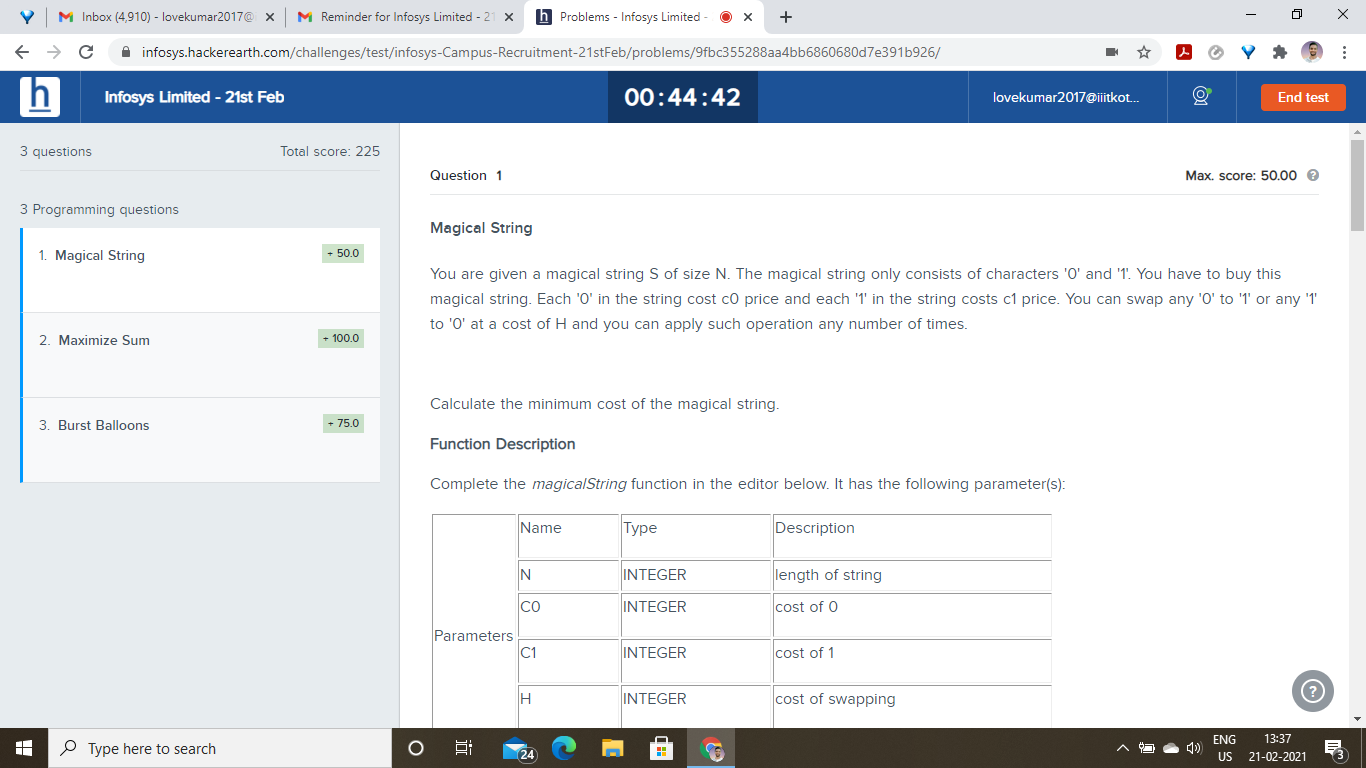 Inbox (4,910) - lovekumar2017@
Reminder for Infosys Limited - 21
Problems - Infosys Limited -
infosys.hackerearth.com/challenges/test/infosys-Campus-Recruitment-21stFeb/problems/9fbc355288aa4bb6860680d7e391b926/
h Infosys Limited - 21st Feb
00:44:42
lovekumar2017@iiitkot...
End test
3 questions Total score: 225
3 Programming questions
1. Magical String + 50.0
2. Maximize Sum + 100.0
3. Burst Balloons + 75.0
Question 1 Max. score: 50.00 ?
Magical String
You are given a magical string S of size N. The magical string only consists of characters '0' and '1'. You have to buy this
magical string. Each '0' in the string cost c0 price and each '1' in the string costs c1 price. You can swap any '0' to '1' or any '1'
to '0' at a cost of H and you can apply such operation any number of times.
Calculate the minimum cost of the magical string.
Function Description
Complete the magicalString function in the editor below. It has the following parameter(s):
Parameters
Name Type Description
N INTEGER length of string
C0 INTEGER cost of 0
C1 INTEGER cost of 1
H INTEGER cost of swapping
?
Type here to search
24
ENG
US
13:37
21-02-2021
3